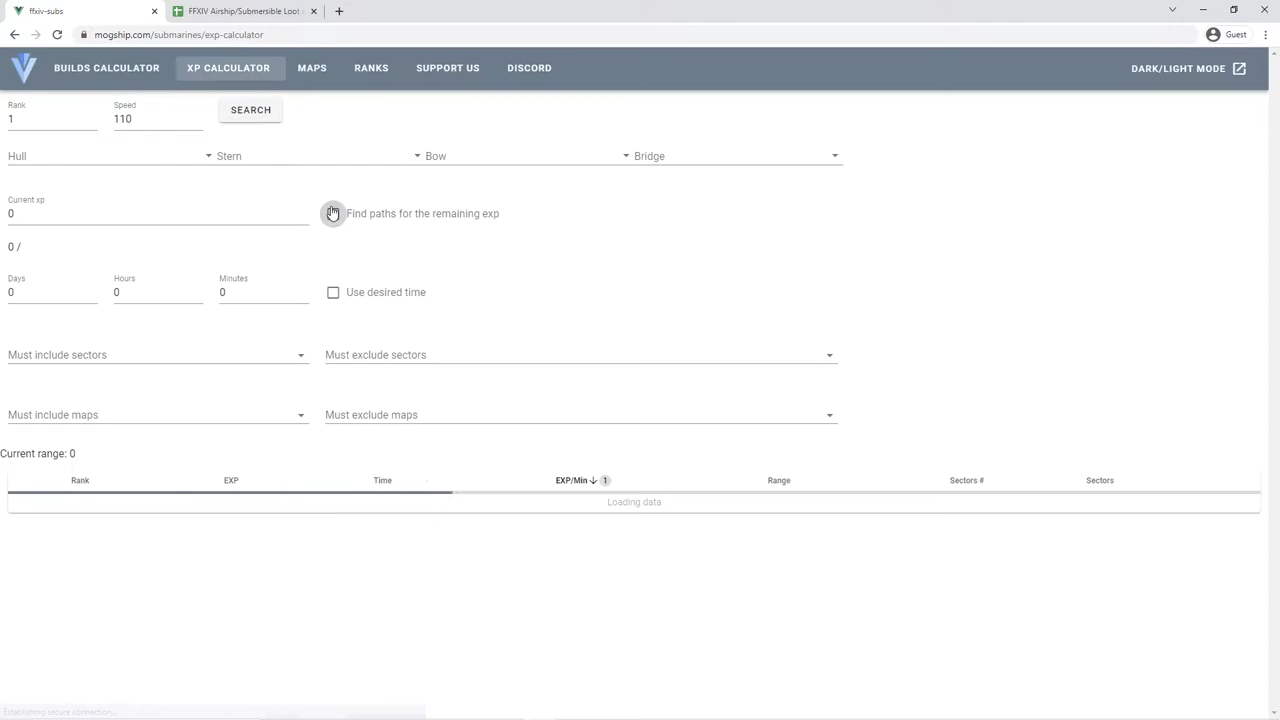 ffxiv-subs
FFXIV Airship/Submersible Loot
mogship.com/submarines/exp-calculator
Guest
BUILDS CALCULATOR XP CALCULATOR MAPS RANKS SUPPORT US DISCORD DARK/LIGHT MODE
Rank Speed
1 110 SEARCH
Hull Stern Bow Bridge
Current xp
0 Find paths for the remaining exp
0 /
Days Hours Minutes
0 0 0 Use desired time
Must include sectors Must exclude sectors
Must include maps Must exclude maps
Current range: 0
Rank EXP Time EXP/Min 1 Range Sectors # Sectors
Loading data
Establishing secure connection...